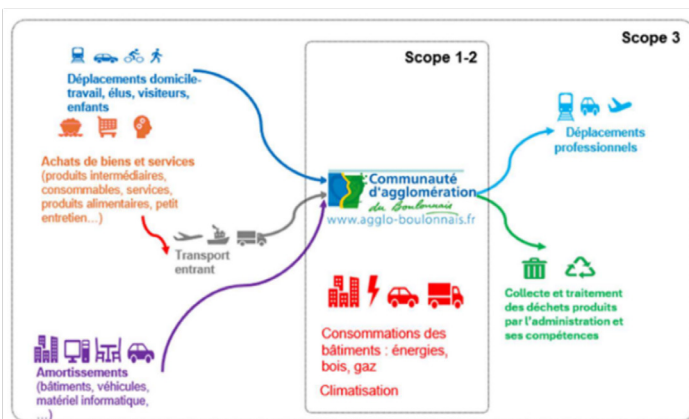 Scope 3
Scope 1-2
Déplacements domicile-
travail, élus, visiteurs,
enfants
Achats de biens et services
(produits intermédiaires,
consommables, services,
produits alimentaires, petit
entretien...)
Transport
entrant
Amortissements
(bâtiments, véhicules,
matériel informatique,
...)
Communauté
d'agglomération
du Boulonnais
www.agglo-boulonnais.fr
Consommations des
bâtiments : énergies,
bois, gaz
Climatisation
Déplacements
professionnels
Collecte et traitement
des déchets produits
par l'administration et
ses compétences